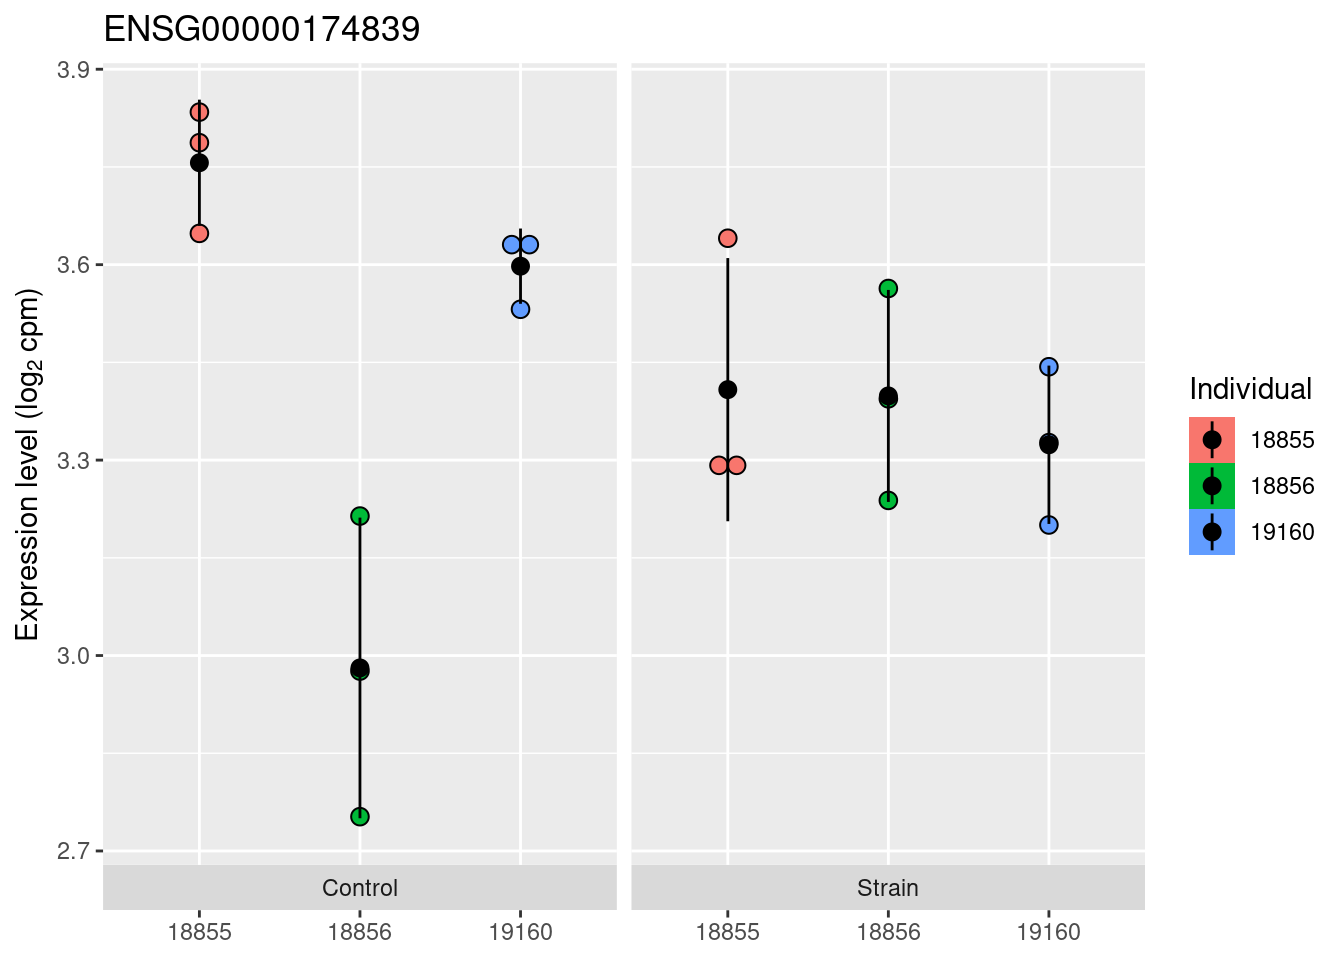 ENSG00000174839
Expression level (log₂ cpm)
3.9
3.6
3.3
3.0
2.7
Control
Strain
18855
18856
19160
18855
18856
19160
Individual
18855
18856
19160